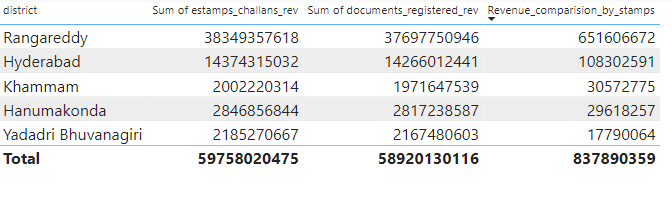 district Sum of estamps_challans_rev Sum of documents_registered_rev Revenue_comparision_by_stamps
Rangareddy 38349357618 37697750946 651606672
Hyderabad 14374315032 14266012441 108302591
Khammam 2002220314 1971647539 30572775
Hanumakonda 2846856844 2817238587 29618257
Yadadri Bhuvanagiri 2185270667 2167480603 17790064
Total 59758020475 58920130116 837890359